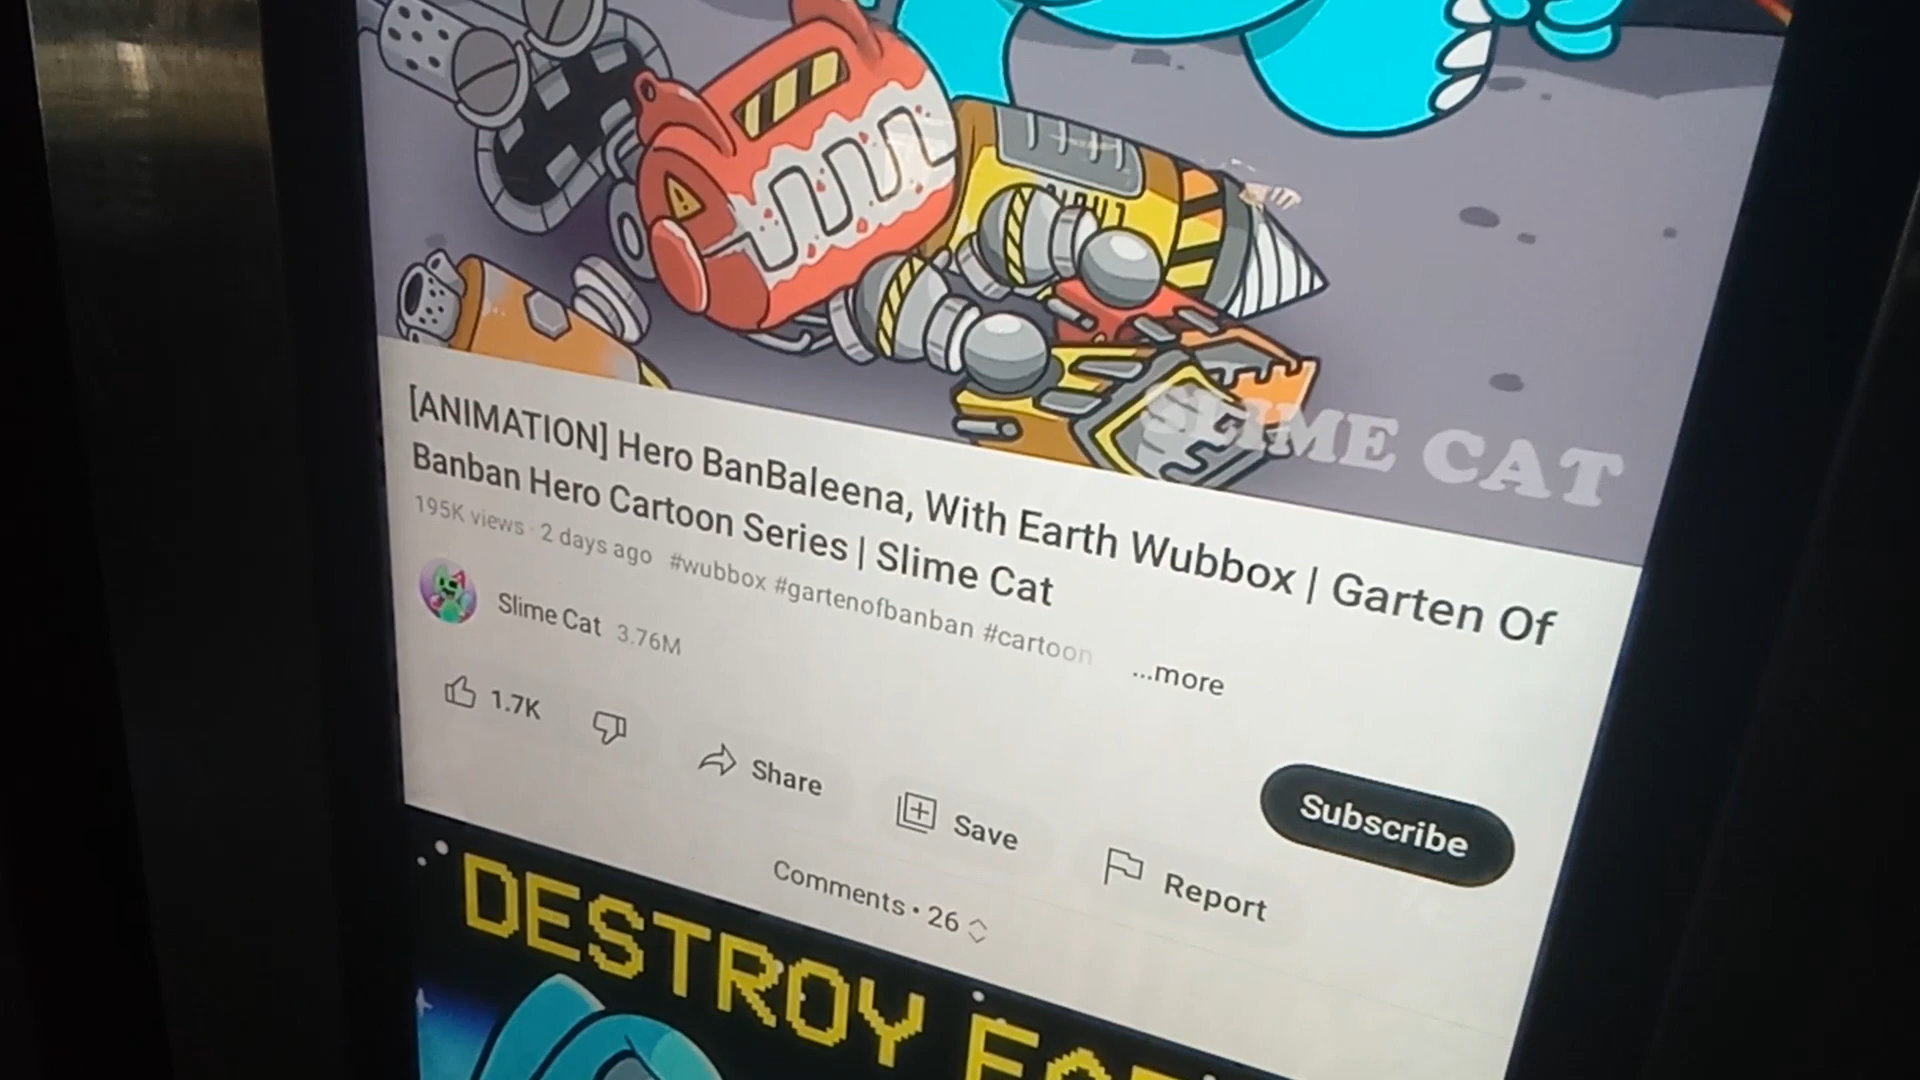 SLIME CAT
[ANIMATION] Hero BanBaleena, With Earth Wubbox | Garten Of
Banban Hero Cartoon Series | Slime Cat
195K views · 2 days ago #wubbox #gartenofbanban #cartoon ...more
Slime Cat 3.76M
Subscribe
1.7K
Share
Save
Report
Comments • 26
DESTROY